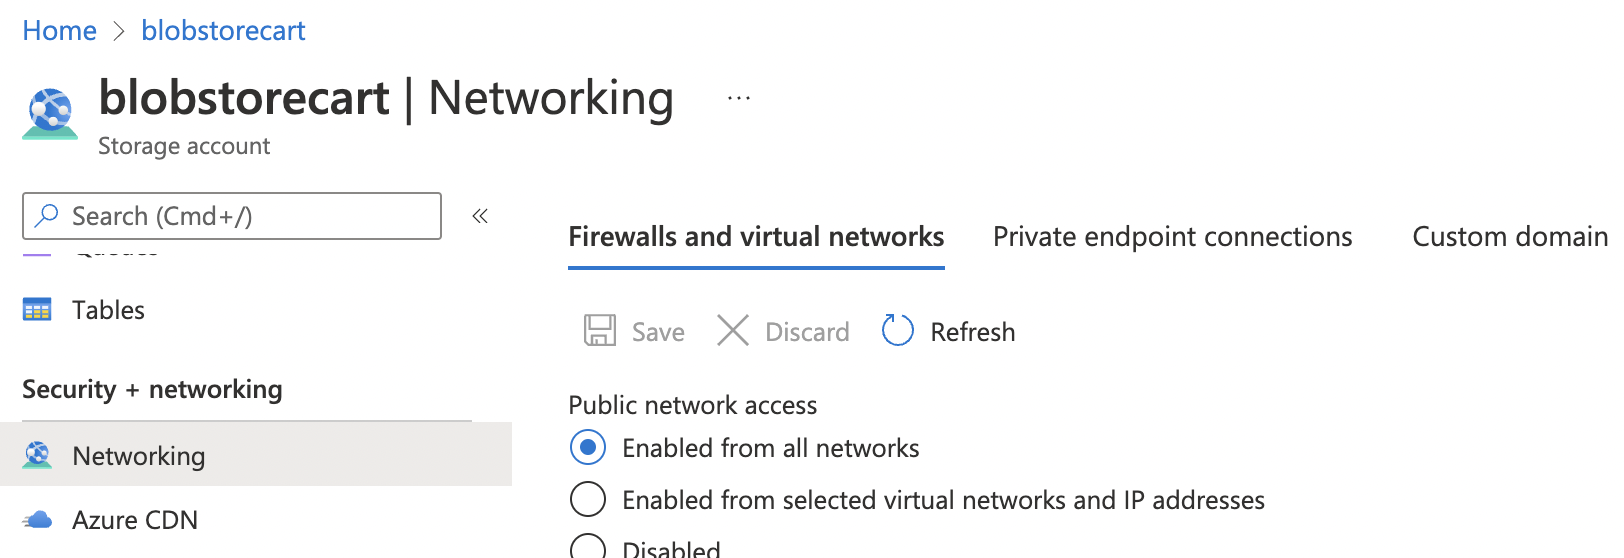 Home > blobstorecart
blobstorecart | Networking ...
Storage account
Search (Cmd+/)
«
Queues
Tables
Security + networking
Networking
Azure CDN
Firewalls and virtual networks
Private endpoint connections
Custom domain
Save
Discard
Refresh
Public network access
Enabled from all networks
Enabled from selected virtual networks and IP addresses
Disabled